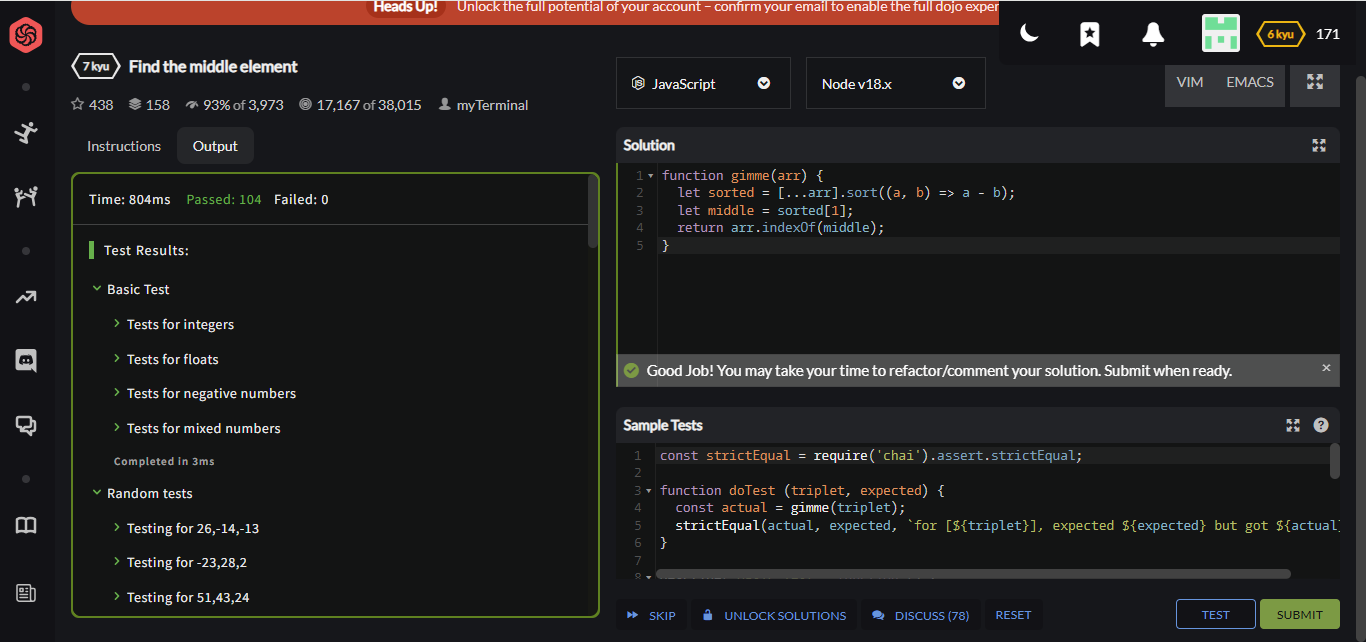 Heads Up! Unlock the full potential of your account – confirm your email to enable the full dojo exper
6 kyu 171
7 kyu Find the middle element
438 158 93% of 3,973 17,167 of 38,015 myTerminal
JavaScript Node v18.x VIM EMACS
Instructions Output
Time: 804ms Passed: 104 Failed: 0
Test Results:
Basic Test
Tests for integers
Tests for floats
Tests for negative numbers
Tests for mixed numbers
Completed in 3ms
Random tests
Testing for 26,-14,-13
Testing for -23,28,2
Testing for 51,43,24
Solution
1 function gimme(arr) {
2 let sorted = [...arr].sort((a, b) => a - b);
3 let middle = sorted[1];
4 return arr.indexOf(middle);
5 }
Good Job! You may take your time to refactor/comment your solution. Submit when ready. ×
Sample Tests ?
1 const strictEqual = require('chai').assert.strictEqual;
2
3 function doTest (triplet, expected) {
4 const actual = gimme(triplet);
5 strictEqual(actual, expected, `for [${triplet}], expected ${expected} but got ${actual}
6 }
7
8
SKIP UNLOCK SOLUTIONS DISCUSS (78) RESET TEST SUBMIT